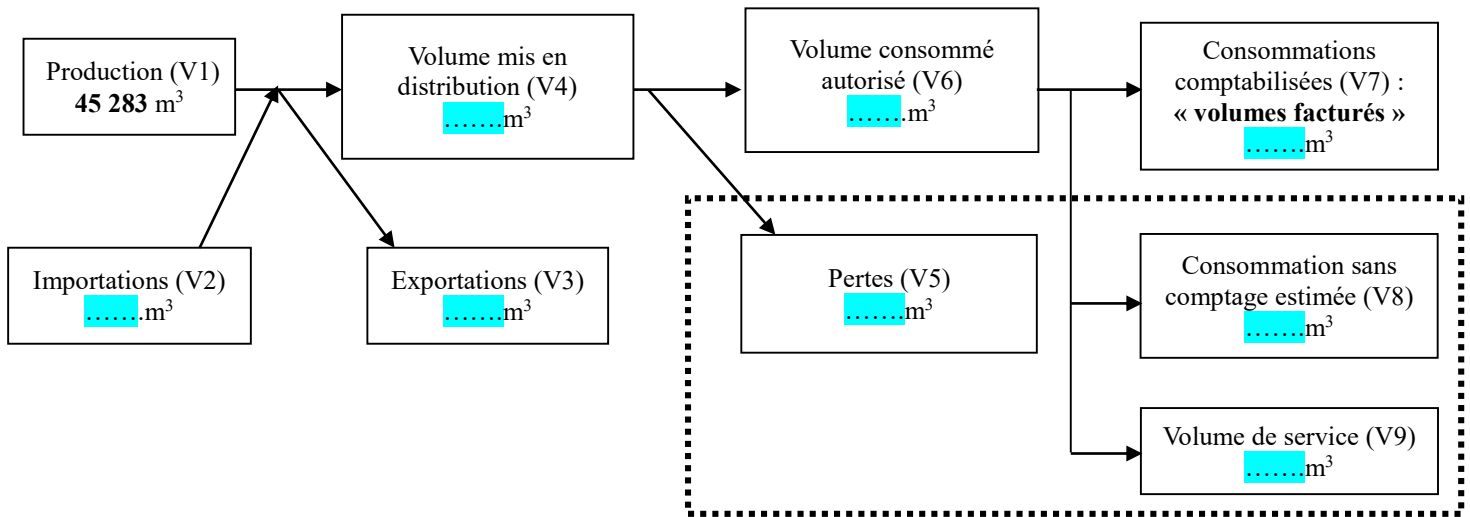 Production (V1)
45 283 m³
Volume mis en
distribution (V4)
…….m³
Volume consommé
autorisé (V6)
…….m³
Consommations
comptabilisées (V7) :
« volumes facturés »
…….m³
Importations (V2)
…….m³
Exportations (V3)
…….m³
Pertes (V5)
…….m³
Consommation sans
comptage estimée (V8)
…….m³
Volume de service (V9)
…….m³